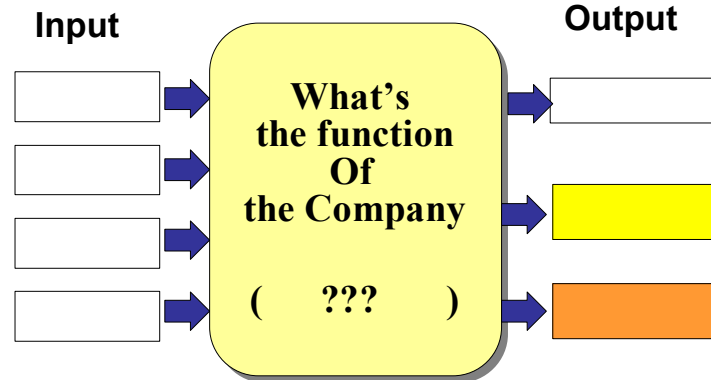 Input
Output
What's
the function
Of
the Company
( ??? )